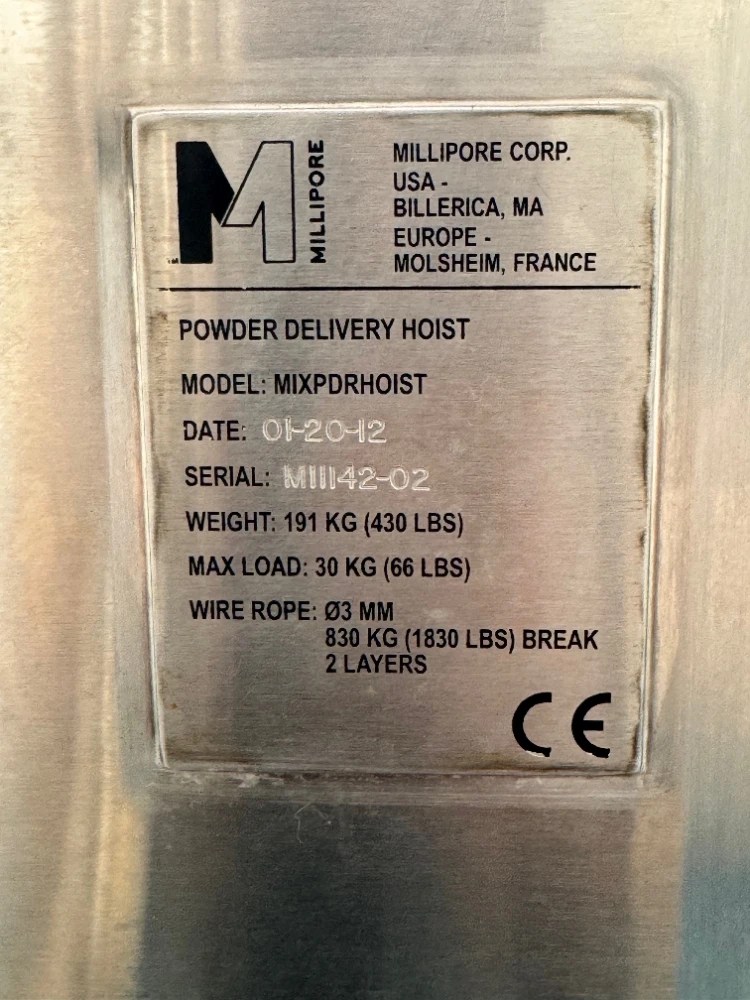 MILLIPORE
MILLIPORE CORP.
USA -
BILLERICA, MA
EUROPE -
MOLSHEIM, FRANCE
TM
POWDER DELIVERY HOIST
MODEL: MIXPDRHOIST
DATE: 01-20-12
SERIAL: M11142-02
WEIGHT: 191 KG (430 LBS)
MAX LOAD: 30 KG (66 LBS)
WIRE ROPE: Ø3 MM
830 KG (1830 LBS) BREAK
2 LAYERS
CE